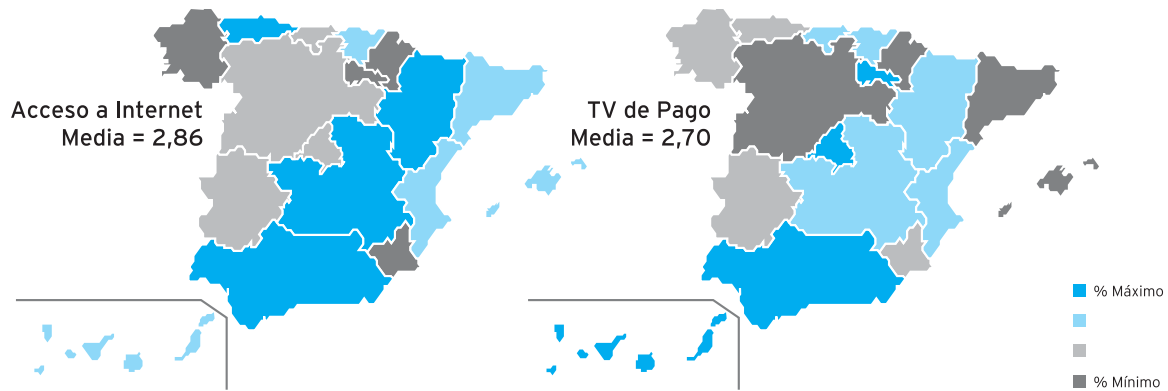 Acceso a Internet
Media = 2,86
TV de Pago
Media = 2,70
% Máximo
% Mínimo